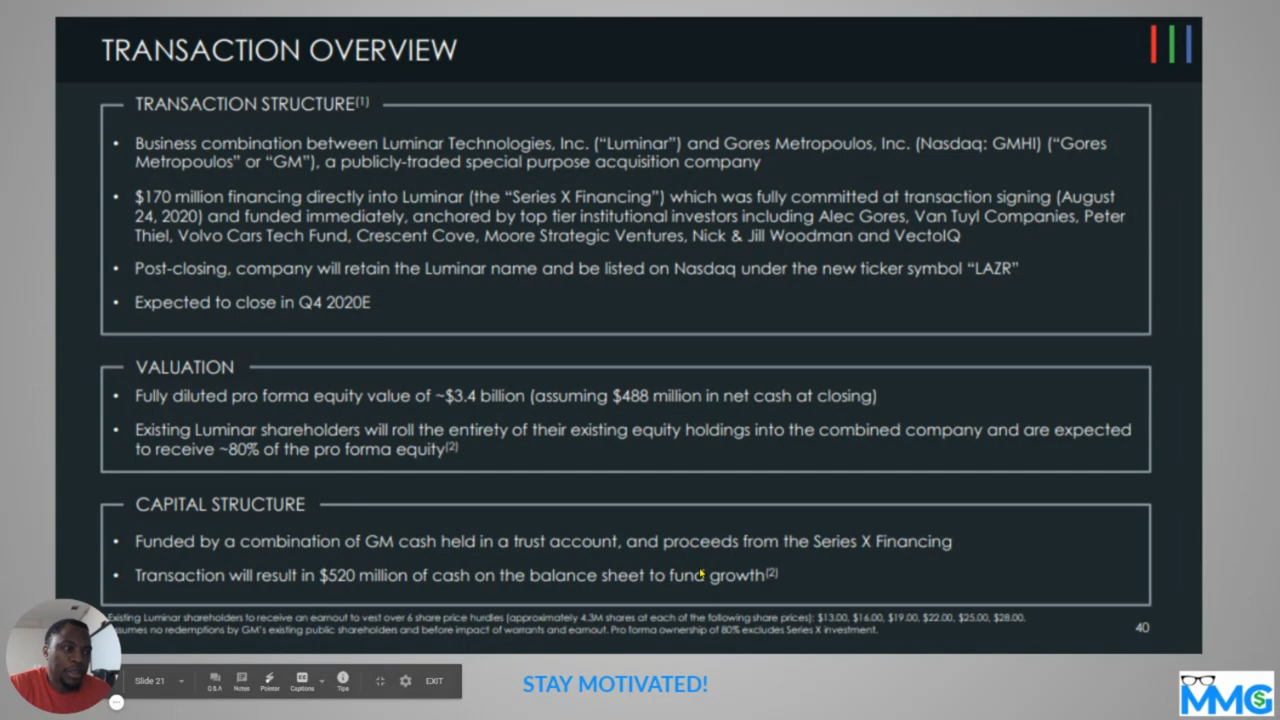 TRANSACTION OVERVIEW
TRANSACTION STRUCTURE(1)
• Business combination between Luminar Technologies, Inc. (“Luminar”) and Gores Metropoulos, Inc. (Nasdaq: GMHI) (“Gores
Metropoulos” or “GM”), a publicly-traded special purpose acquisition company
• $170 million financing directly into Luminar (the “Series X Financing”) which was fully committed at transaction signing (August
24, 2020) and funded immediately, anchored by top tier institutional investors including Alec Gores, Van Tuyl Companies, Peter
Thiel, Volvo Cars Tech Fund, Crescent Cove, Moore Strategic Ventures, Nick & Jill Woodman and VectoIQ
• Post-closing, company will retain the Luminar name and be listed on Nasdaq under the new ticker symbol “LAZR”
• Expected to close in Q4 2020E
VALUATION
• Fully diluted pro forma equity value of ~$3.4 billion (assuming $488 million in net cash at closing)
• Existing Luminar shareholders will roll the entirety of their existing equity holdings into the combined company and are expected
to receive ~80% of the pro forma equity(2)
CAPITAL STRUCTURE
• Funded by a combination of GM cash held in a trust account, and proceeds from the Series X Financing
• Transaction will result in $520 million of cash on the balance sheet to fund growth(2)
Existing Luminar shareholders to receive an earnout to vest over 6 share price hurdles (approximately 4.3M shares at each of the following share prices): $13.00, $16.00, $19.00, $22.00, $25.00, $28.00.
ssumes no redemptions by GM's existing public shareholders and before impact of warrants and earnout. Pro forma ownership of 80% excludes Series X investment.
40
Slide 21
Q&A
Notes
Pointer
Captions
Tips
EXIT
STAY MOTIVATED!
MMG
$